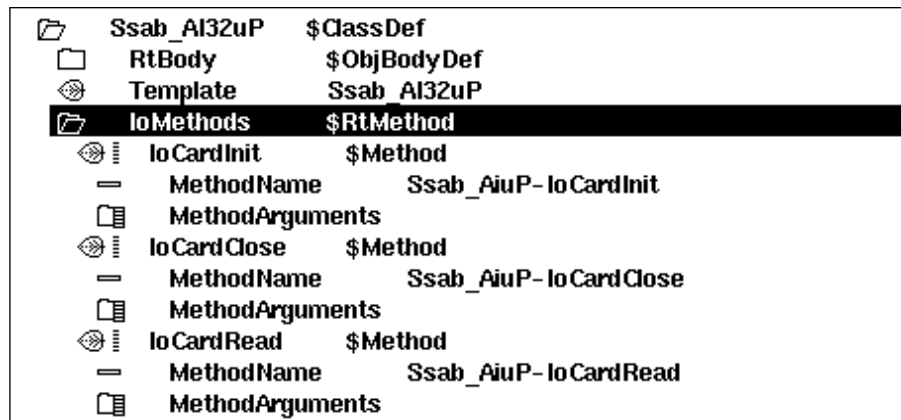 Ssab_AI32uP $ClassDef
RtBody $ObjBodyDef
Template Ssab_AI32uP
IoMethods $RtMethod
IoCardInit $Method
MethodName Ssab_AiuP-IoCardInit
MethodArguments
IoCardClose $Method
MethodName Ssab_AiuP-IoCardClose
MethodArguments
IoCardRead $Method
MethodName Ssab_AiuP-IoCardRead
MethodArguments